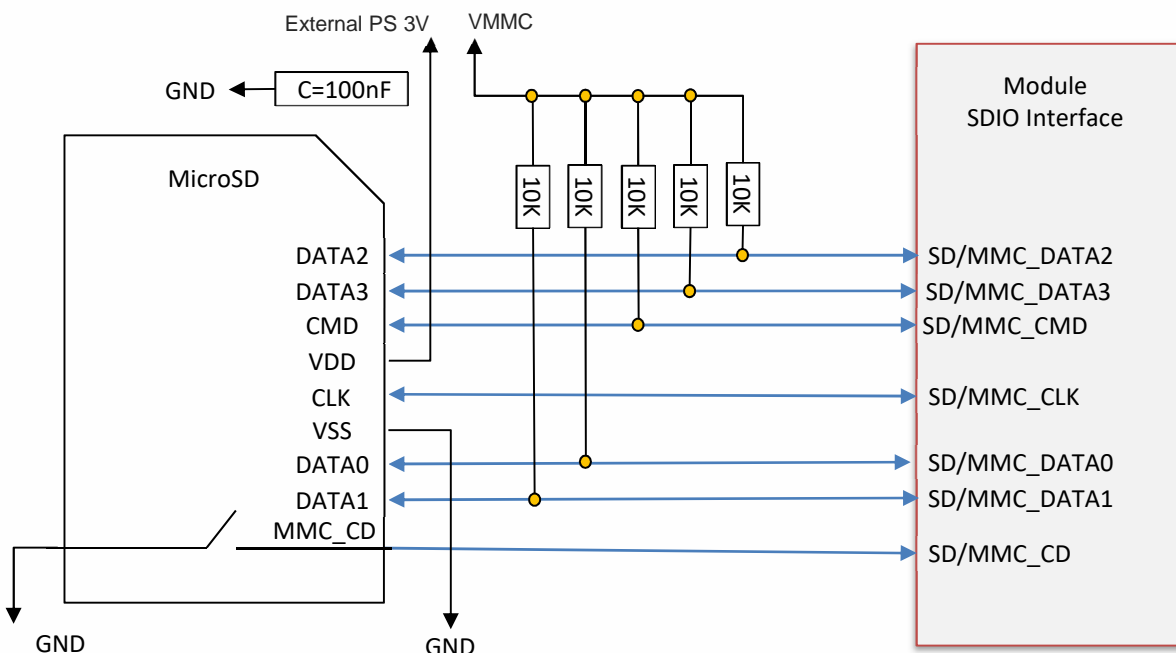 External PS 3V
VMMC
GND
C=100nF
Module
SDIO Interface
MicroSD
10K
10K
10K
10K
10K
DATA2
SD/MMC_DATA2
DATA3
SD/MMC_DATA3
CMD
SD/MMC_CMD
VDD
CLK
SD/MMC_CLK
VSS
DATA0
SD/MMC_DATA0
DATA1
SD/MMC_DATA1
MMC_CD
SD/MMC_CD
GND
GND